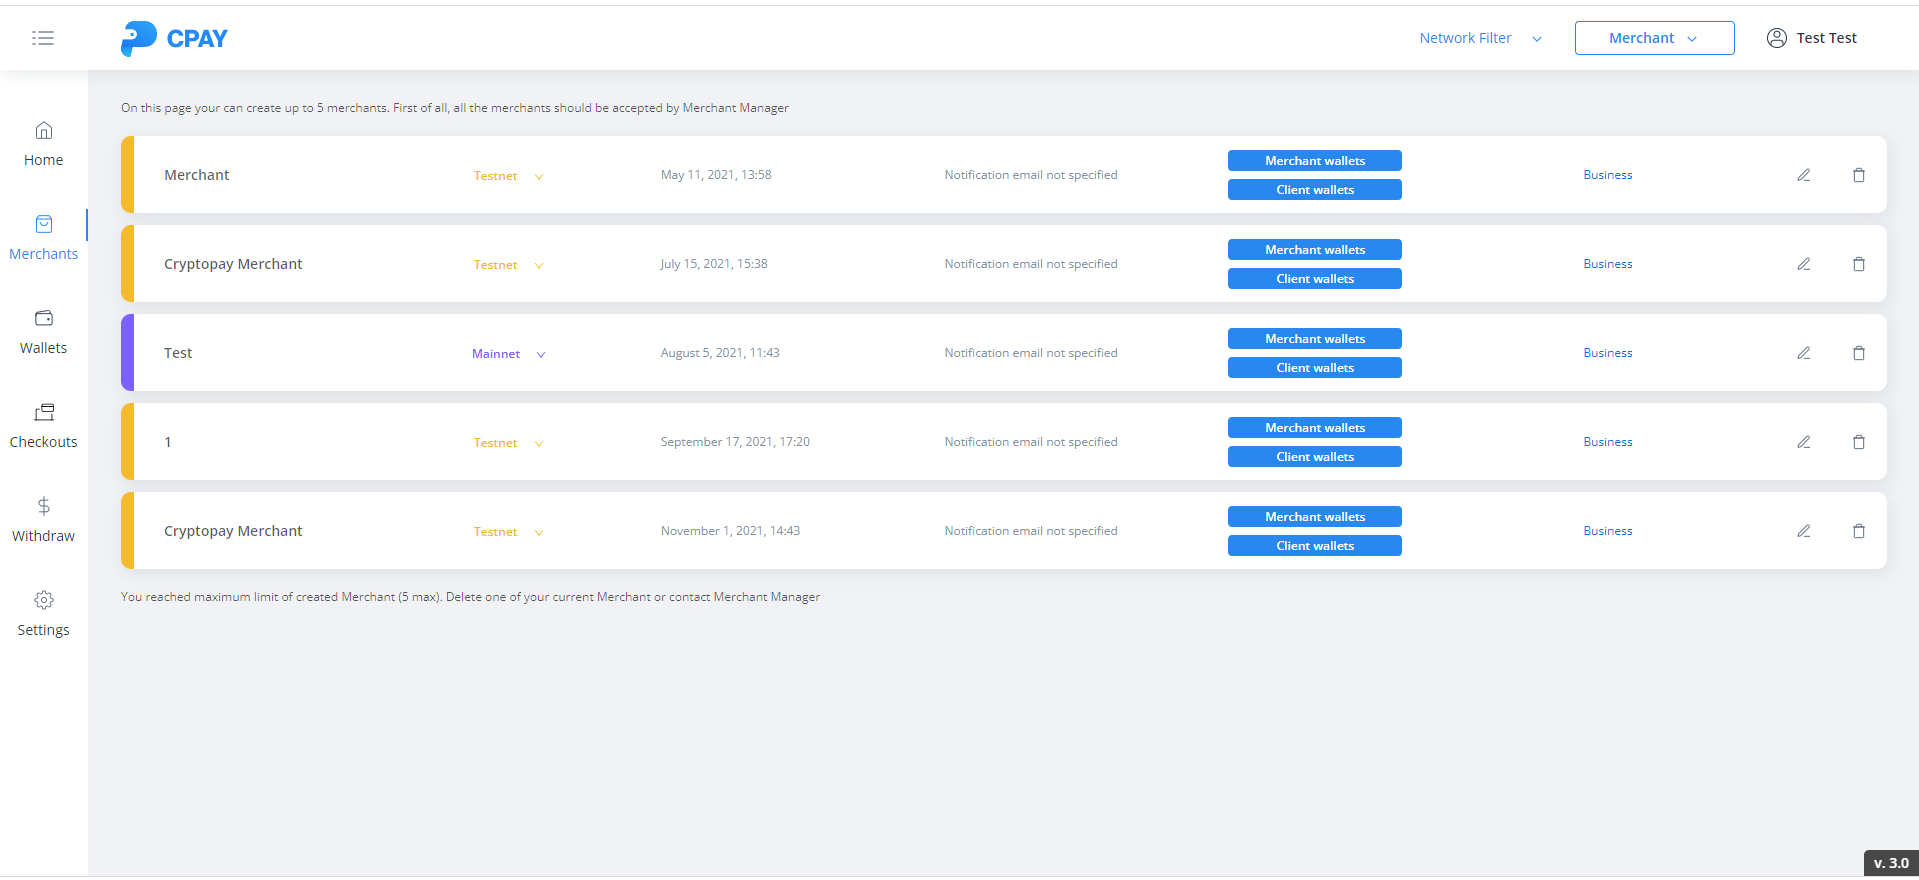 CPAY
Network Filter
Merchant
Test Test
Home
Merchants
Wallets
Checkouts
Withdraw
Settings
On this page your can create up to 5 merchants. First of all, all the merchants should be accepted by Merchant Manager
Merchant
Testnet
May 11, 2021, 13:58
Notification email not specified
Merchant wallets
Client wallets
Business
Cryptopay Merchant
Testnet
July 15, 2021, 15:38
Notification email not specified
Merchant wallets
Client wallets
Business
Test
Mainnet
August 5, 2021, 11:43
Notification email not specified
Merchant wallets
Client wallets
Business
1
Testnet
September 17, 2021, 17:20
Notification email not specified
Merchant wallets
Client wallets
Business
Cryptopay Merchant
Testnet
November 1, 2021, 14:43
Notification email not specified
Merchant wallets
Client wallets
Business
You reached maximum limit of created Merchant (5 max). Delete one of your current Merchant or contact Merchant Manager
v. 3.0